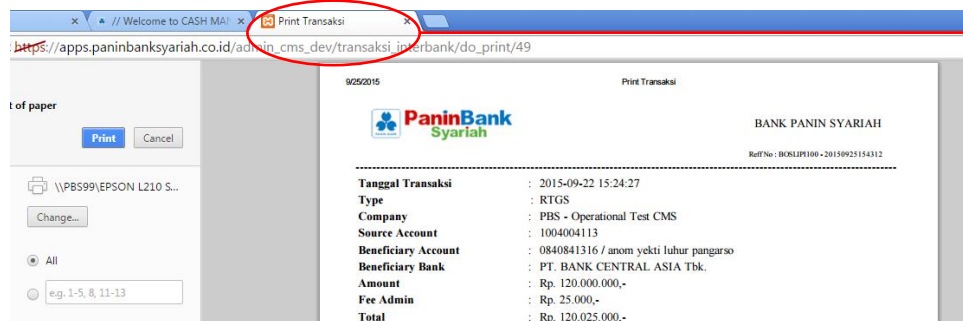 // Welcome to CASH MAI
Print Transaksi
https://apps.paninbanksyariah.co.id/admin_cms_dev/transaksi_interbank/do_print/49
t of paper
Print
Cancel
\\PBS99\EPSON L210 S...
Change...
All
e.g. 1-5, 8, 11-13
9/25/2015 Print Transaksi
PaninBank
Syariah
BANK PANIN SYARIAH
Reff No : BOSLIPI100 - 20150925154312
Tanggal Transaksi : 2015-09-22 15:24:27
Type : RTGS
Company : PBS - Operational Test CMS
Source Account : 1004004113
Beneficiary Account : 0840841316 / anom yekti luhur pangarso
Beneficiary Bank : PT. BANK CENTRAL ASIA Tbk.
Amount : Rp. 120.000.000,-
Fee Admin : Rp. 25.000,-
Total : Rp. 120.025.000,-